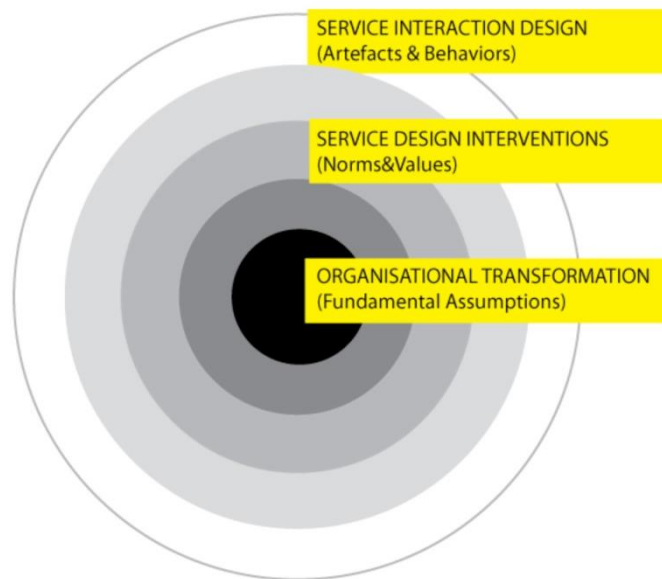 SERVICE INTERACTION DESIGN
(Artefacts & Behaviors)
SERVICE DESIGN INTERVENTIONS
(Norms&Values)
ORGANISATIONAL TRANSFORMATION
(Fundamental Assumptions)